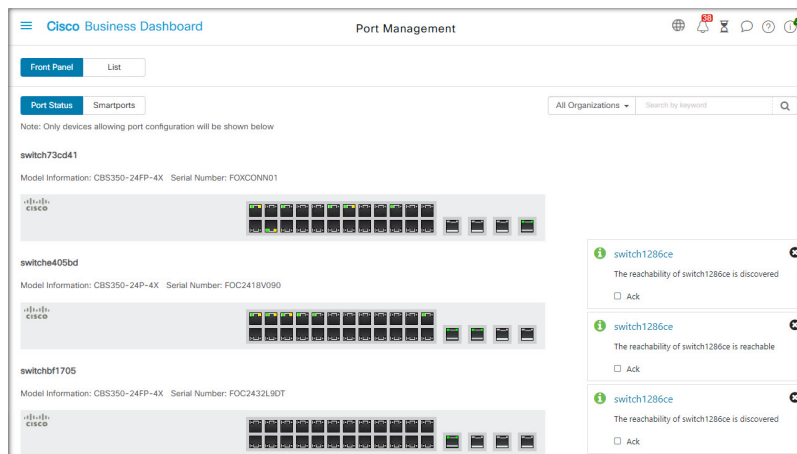 Cisco Business Dashboard
Port Management
38
Front Panel
List
Port Status
Smartports
All Organizations
Search by keyword
Note: Only devices allowing port configuration will be shown below
switch73cd41
Model Information: CBS350-24FP-4X Serial Number: FOXCONN01
CISCO
switche405bd
Model Information: CBS350-24P-4X Serial Number: FOC2418V090
CISCO
switchbf1705
Model Information: CBS350-24FP-4X Serial Number: FOC2432L9DT
CISCO
switch1286ce
The reachability of switch1286ce is discovered
Ack
switch1286ce
The reachability of switch1286ce is reachable
Ack
switch1286ce
The reachability of switch1286ce is discovered
Ack